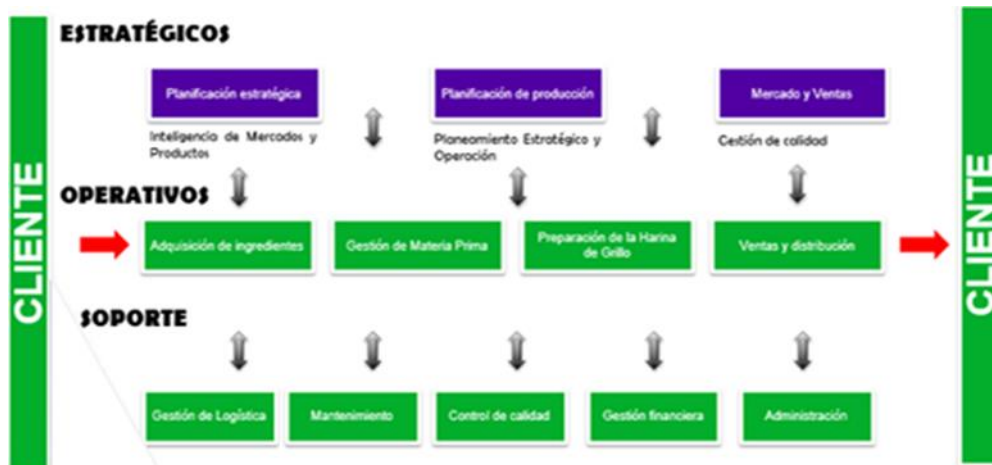 CLIENTE
ESTRATÉGICOS
Planificación estratégica
Planificación de producción
Mercado y Ventas
Inteligencia de Mercados y
Productos
Planeamiento Estratégico y
Operación
Gestión de calidad
OPERATIVOS
Adquisición de ingredientes
Gestión de Materia Prima
Preparación de la Harina
de Grillo
Ventas y distribución
SOPORTE
Gestión de Logística
Mantenimiento
Control de calidad
Gestión financiera
Administración
CLIENTE